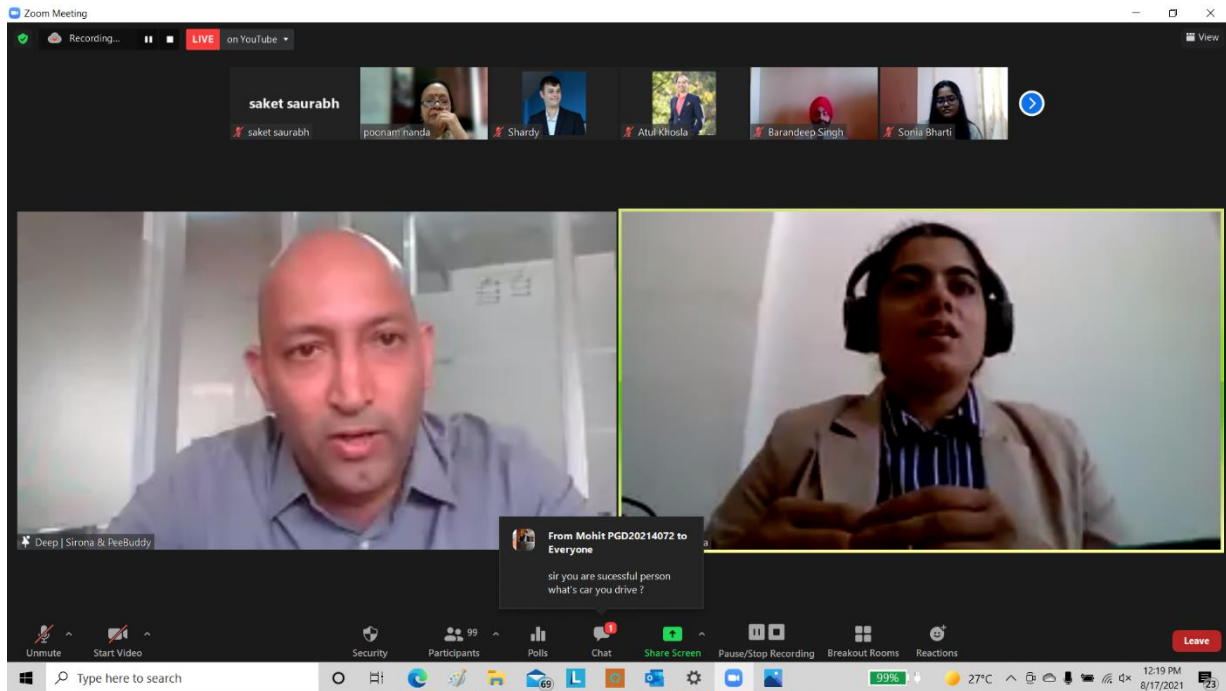 Zoom Meeting
Recording...
LIVE on YouTube
View
saket saurabh
saket saurabh
poonam nanda
Shardy
Atul Khosla
Barandeep Singh
Sonia Bharti
Deep | Sirona & PeeBuddy
a
From Mohit PGD20214072 to
Everyone
sir you are sucessful person
what's car you drive ?
99
1
Unmute
Start Video
Security
Participants
Polls
Chat
Share Screen
Pause/Stop Recording
Breakout Rooms
Reactions
Leave
Type here to search
69
L
99%
27°C
12:19 PM
8/17/2021
23